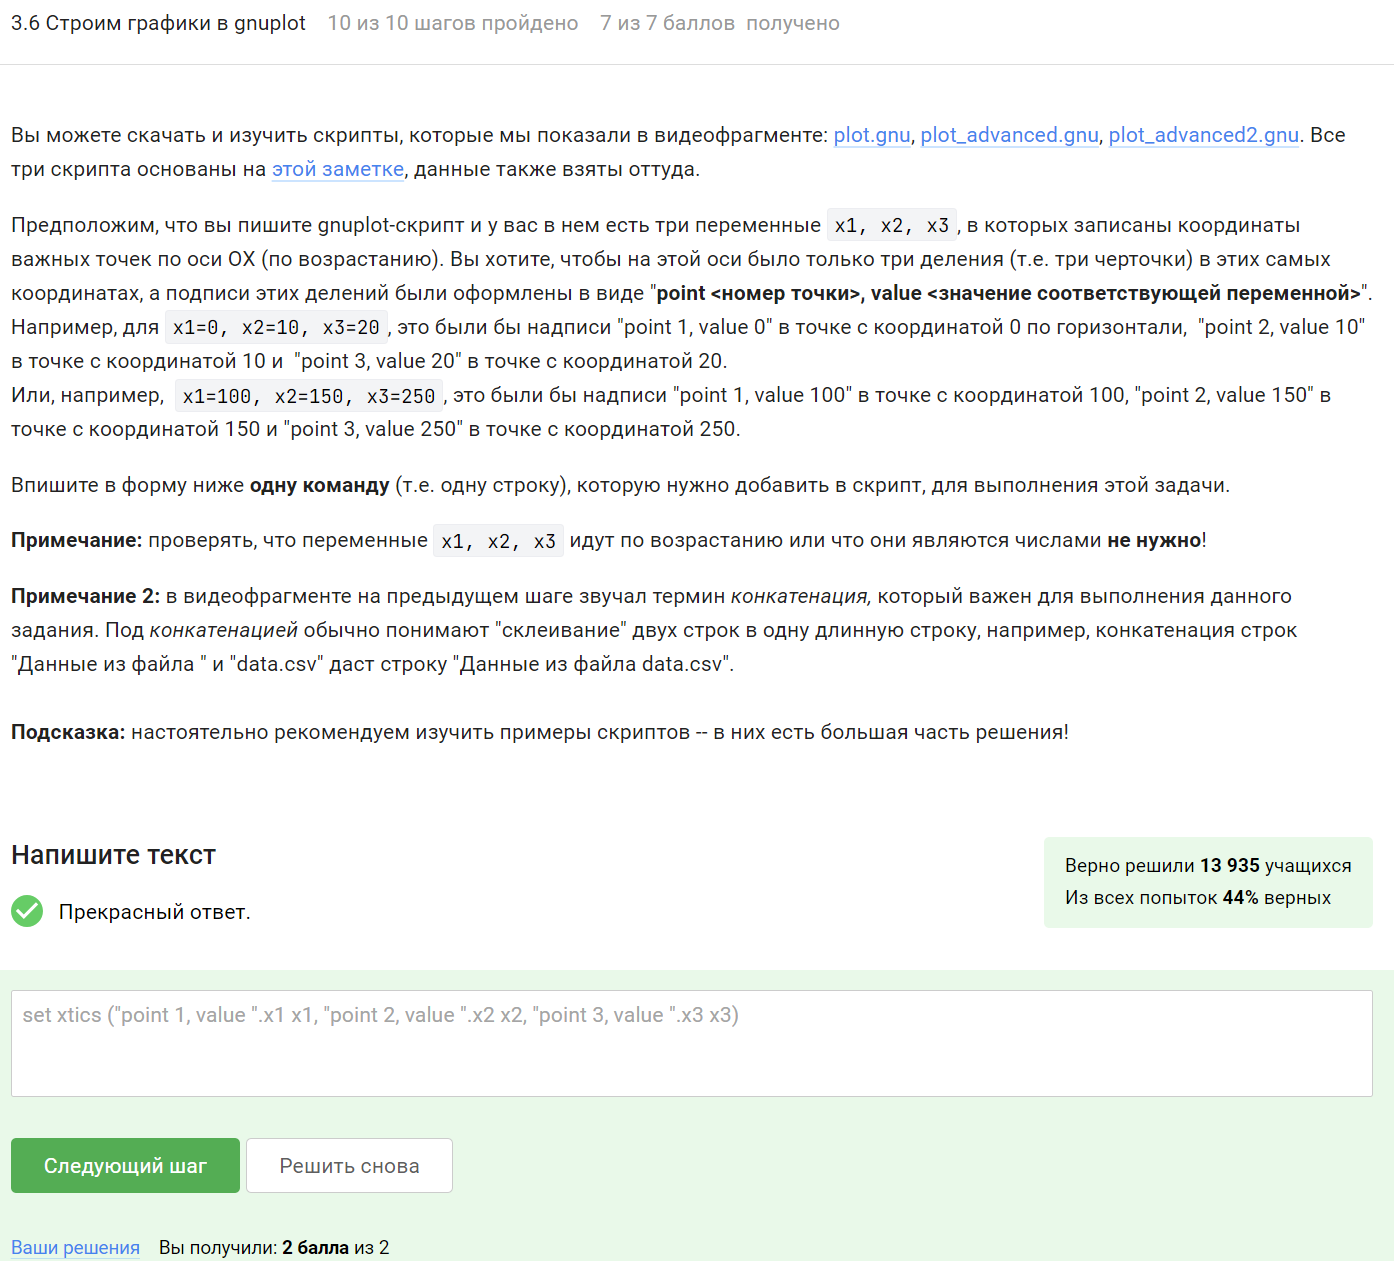 3.6 Строим графики в gnuplot 10 из 10 шагов пройдено 7 из 7 баллов получено
Вы можете скачать и изучить скрипты, которые мы показали в видеофрагменте: plot.gnu, plot_advanced.gnu, plot_advanced2.gnu. Все
три скрипта основаны на этой заметке, данные также взяты оттуда.
Предположим, что вы пишите gnuplot-скрипт и у вас в нем есть три переменные x1, x2, x3, в которых записаны координаты
важных точек по оси OX (по возрастанию). Вы хотите, чтобы на этой оси было только три деления (т.е. три черточки) в этих самых
координатах, а подписи этих делений были оформлены в виде "point <номер точки>, value <значение соответствующей переменной>".
Например, для x1=0, x2=10, x3=20, это были бы надписи "point 1, value 0" в точке с координатой 0 по горизонтали, "point 2, value 10"
в точке с координатой 10 и "point 3, value 20" в точке с координатой 20.
Или, например, x1=100, x2=150, x3=250, это были бы надписи "point 1, value 100" в точке с координатой 100, "point 2, value 150" в
точке с координатой 150 и "point 3, value 250" в точке с координатой 250.
Впишите в форму ниже одну команду (т.е. одну строку), которую нужно добавить в скрипт, для выполнения этой задачи.
Примечание: проверять, что переменные x1, x2, x3 идут по возрастанию или что они являются числами не нужно!
Примечание 2: в видеофрагменте на предыдущем шаге звучал термин конкатенация, который важен для выполнения данного
задания. Под конкатенацией обычно понимают "склеивание" двух строк в одну длинную строку, например, конкатенация строк
"Данные из файла " и "data.csv" даст строку "Данные из файла data.csv".
Подсказка: настоятельно рекомендуем изучить примеры скриптов -- в них есть большая часть решения!
Напишите текст
Прекрасный ответ.
Верно решили 13 935 учащихся
Из всех попыток 44% верных
set xtics ("point 1, value ".x1 x1, "point 2, value ".x2 x2, "point 3, value ".x3 x3)
Следующий шаг Решить снова
Ваши решения Вы получили: 2 балла из 2